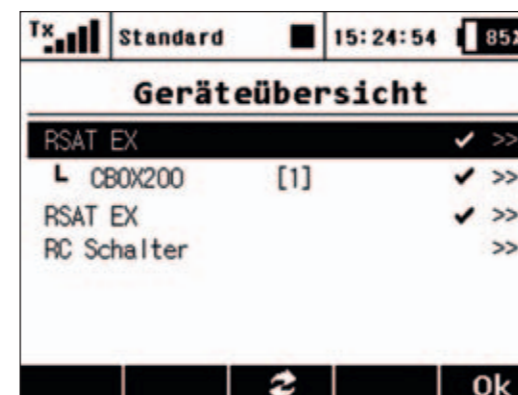 Tx Standard 15:24:54 85%
Geräteübersicht
RSAT EX ✔ >>
┗ CBOX200 [1] ✔ >>
RSAT EX ✔ >>
RC Schalter >>
Ok